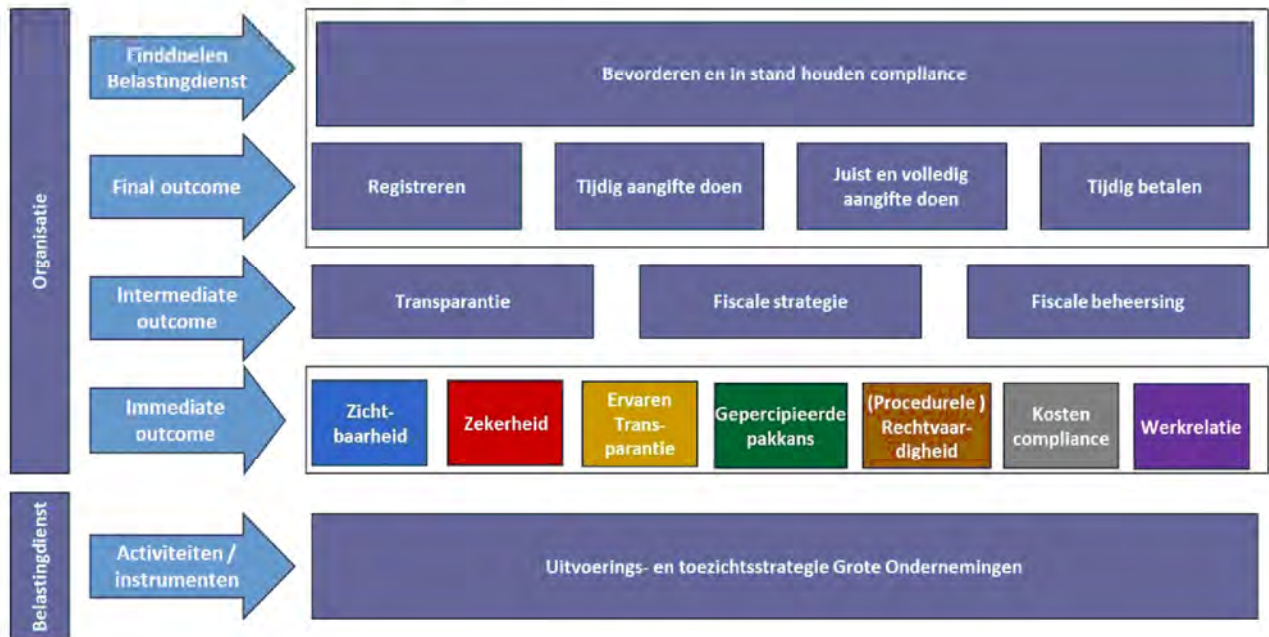 Organisatie
Einddoelen
Belastingdienst
Bevorderen en in stand houden compliance
Final outcome
Registreren
Tijdig aangifte doen
Juist en volledig
aangifte doen
Tijdig betalen
Intermediate
outcome
Transparantie
Fiscale strategie
Fiscale beheersing
Immediate
outcome
Zicht-
baarheid
Zekerheid
Ervaren
Trans-
parantie
Gepercipieerde
pakkans
(Procedurele )
Rechtvaar-
digheid
Kosten
compliance
Werkrelatie
Belastingdienst
Activiteiten /
instrumenten
Uitvoerings- en toezichtsstrategie Grote Ondernemingen